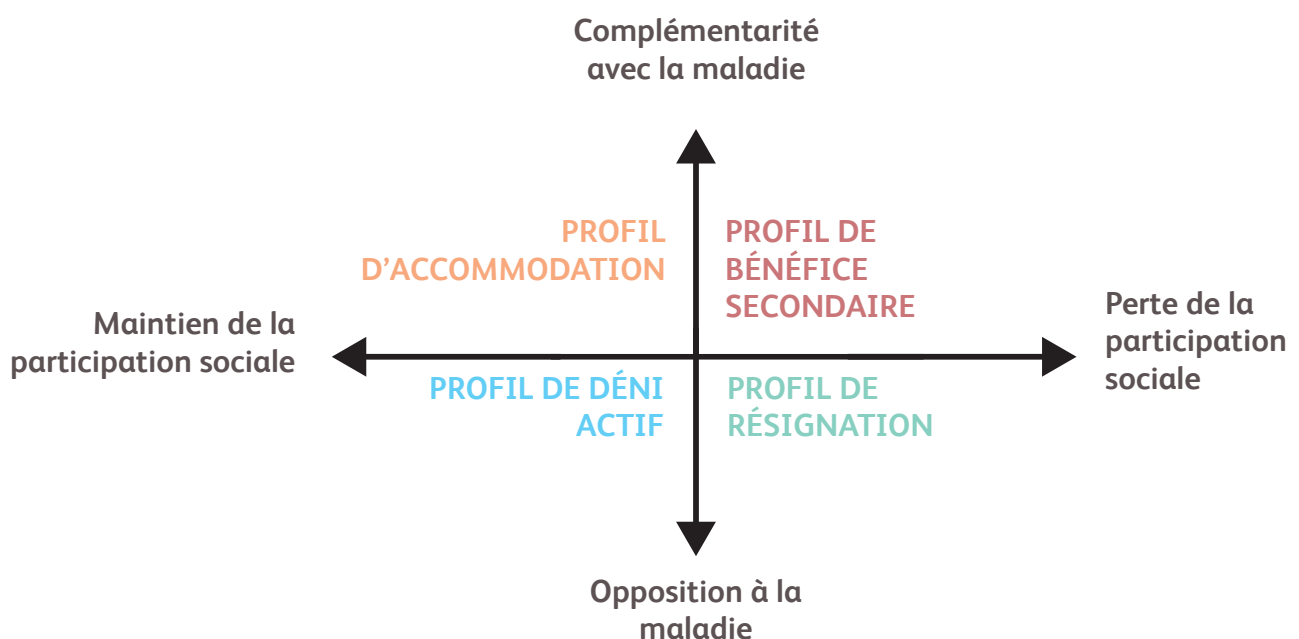 Complémentarité
avec la maladie
PROFIL
D’ACCOMMODATION
PROFIL DE
BÉNÉFICE
SECONDAIRE
Maintien de la
participation sociale
Perte de la
participation
sociale
PROFIL DE DÉNI
ACTIF
PROFIL DE
RÉSIGNATION
Opposition à la
maladie